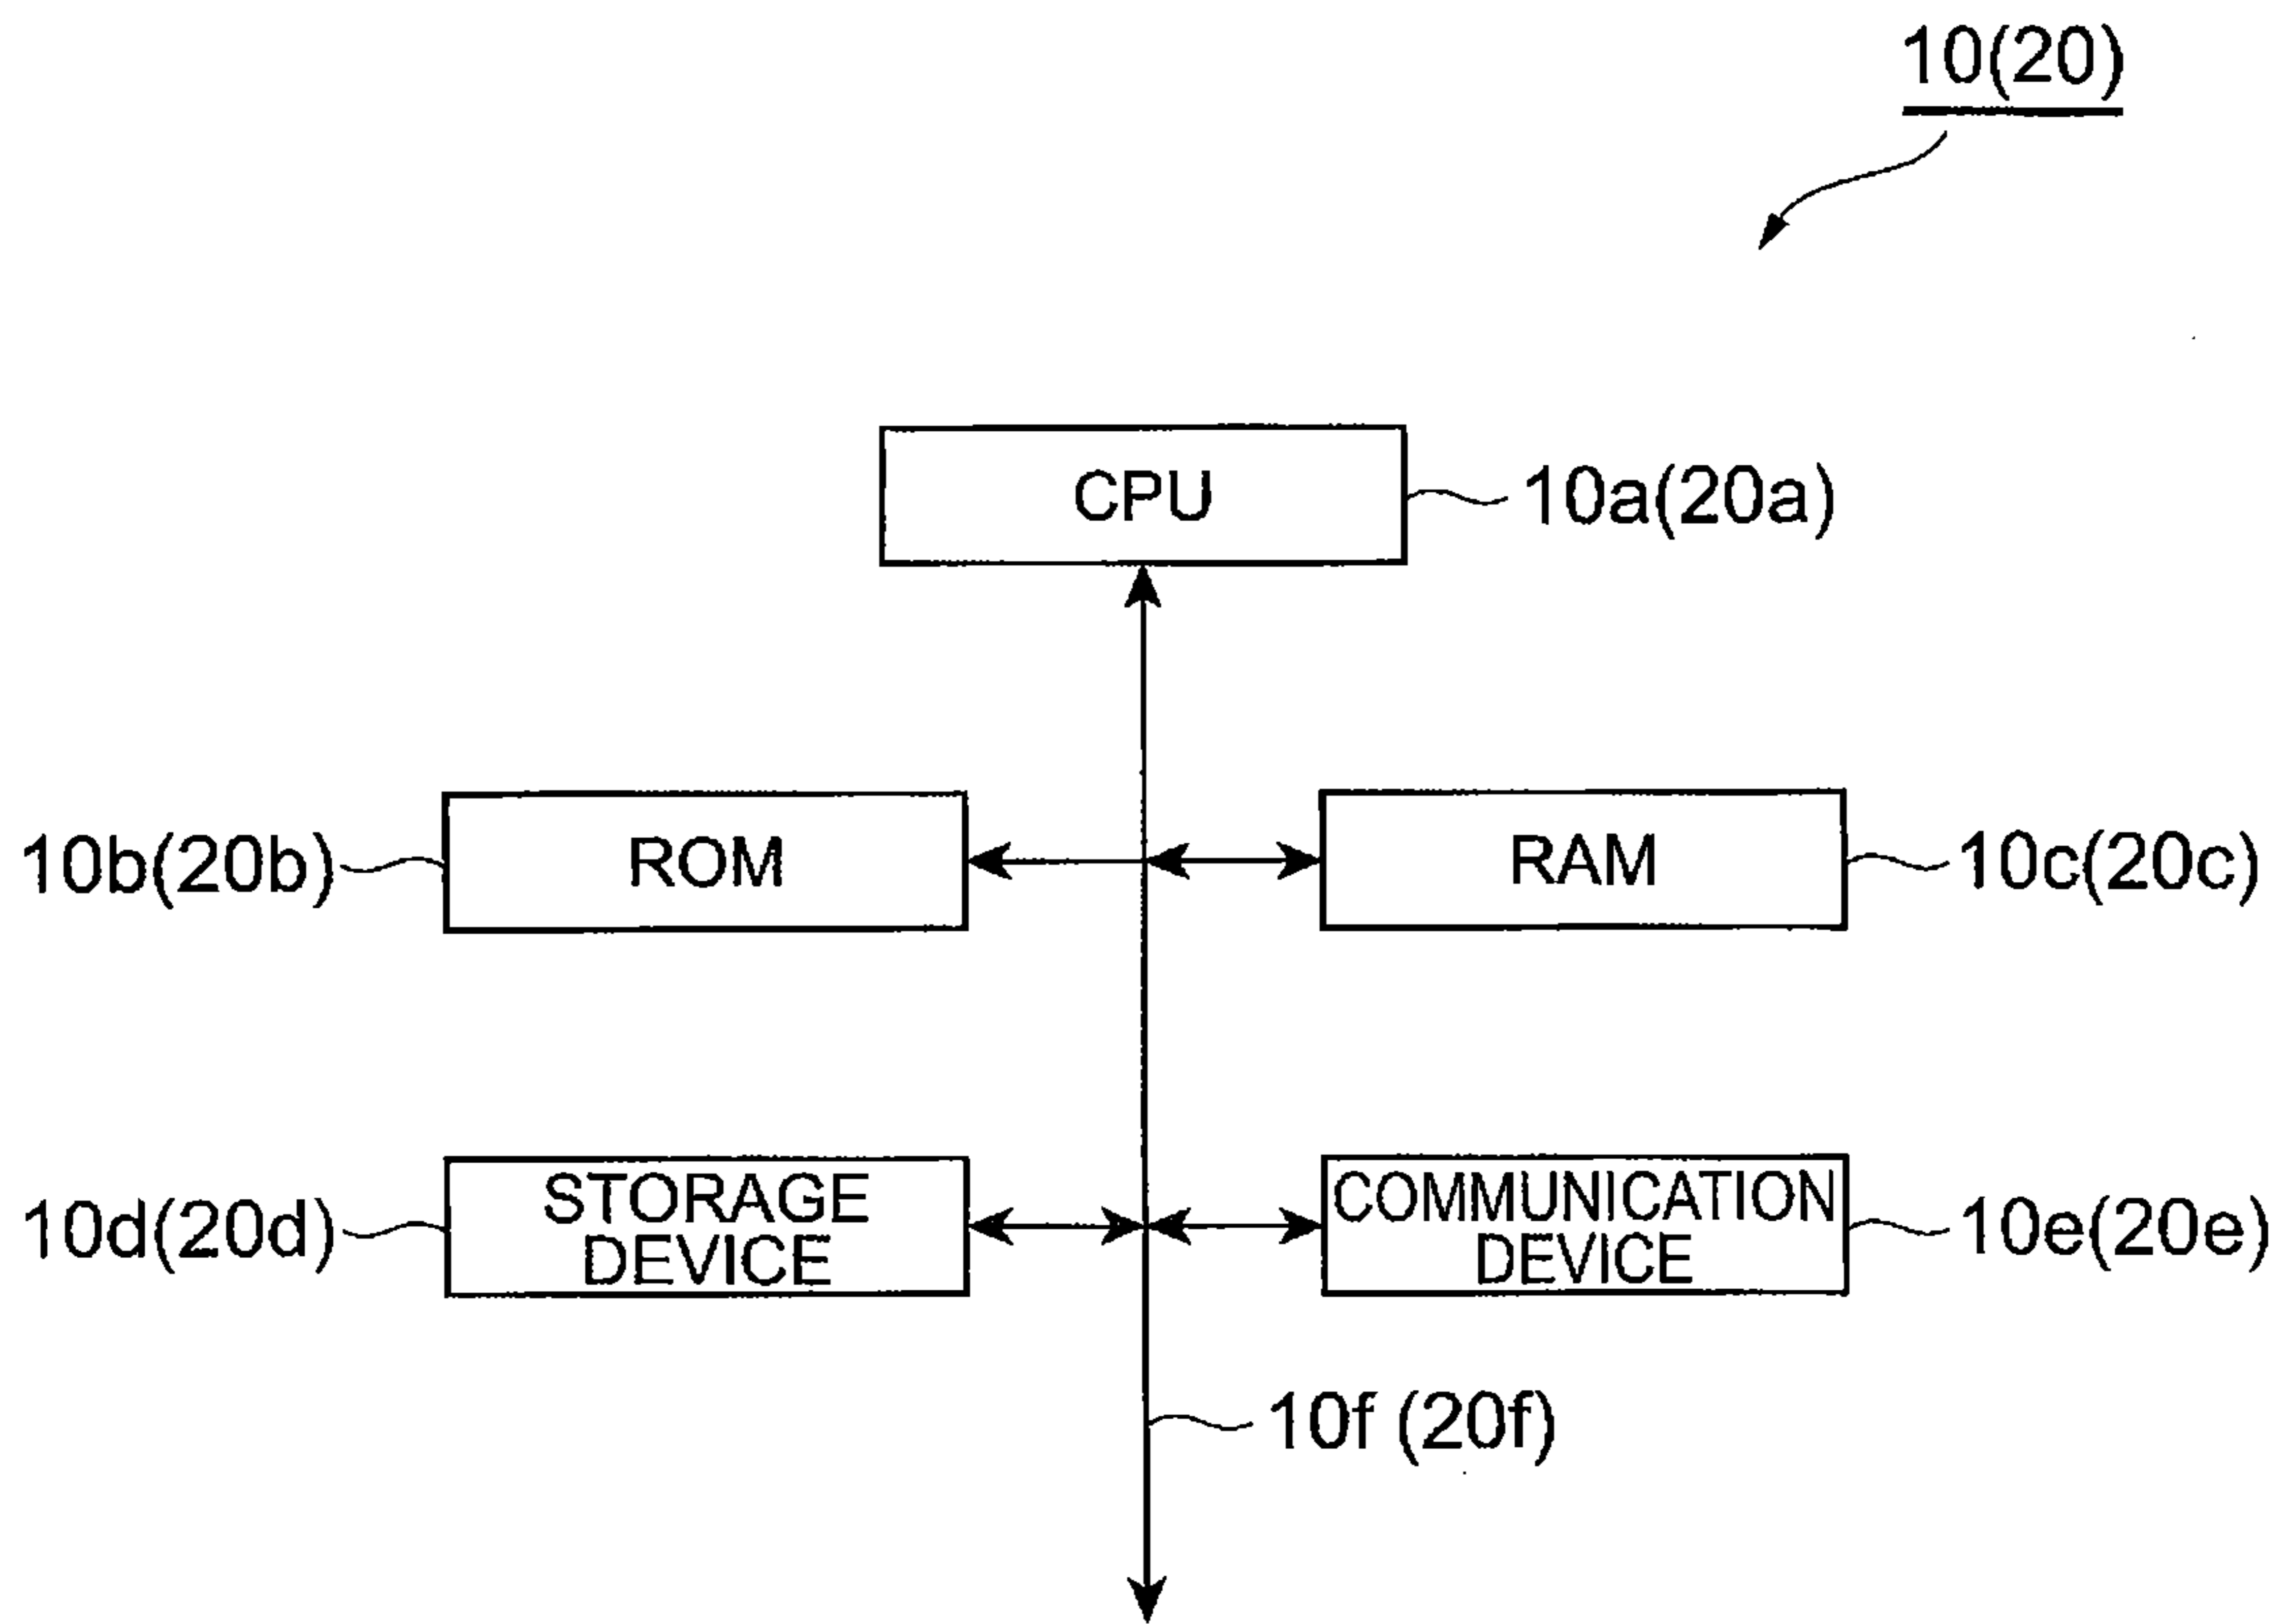 10(20)
CPU
10a(20a)
10b(20b)
ROM
RAM
10c(20c)
10d(20d)
STORAGE
DEVICE
COMMUNICATION
DEVICE
10e(20e)
10f (20f)